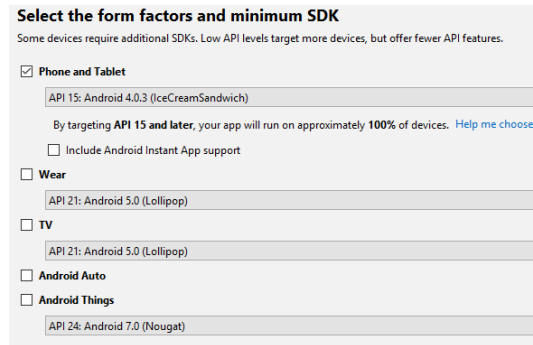 Select the form factors and minimum SDK
Some devices require additional SDKs. Low API levels target more devices, but offer fewer API features.
Phone and Tablet
API 15: Android 4.0.3 (IceCreamSandwich)
By targeting API 15 and later, your app will run on approximately 100% of devices. Help me choose
Include Android Instant App support
Wear
API 21: Android 5.0 (Lollipop)
TV
API 21: Android 5.0 (Lollipop)
Android Auto
Android Things
API 24: Android 7.0 (Nougat)